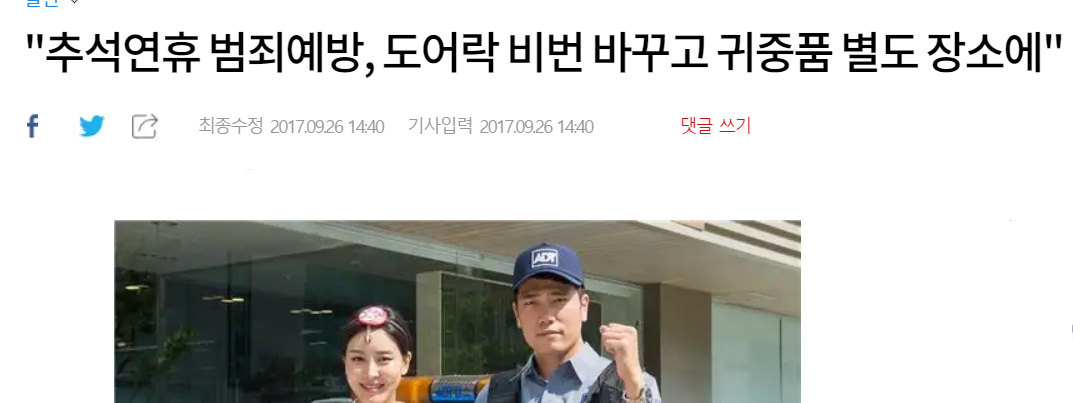 "추석연휴 범죄예방, 도어락 비번 바꾸고 귀중품 별도 장소에"
최종수정 2017.09.26 14:40 기사입력 2017.09.26 14:40 댓글 쓰기
ADT